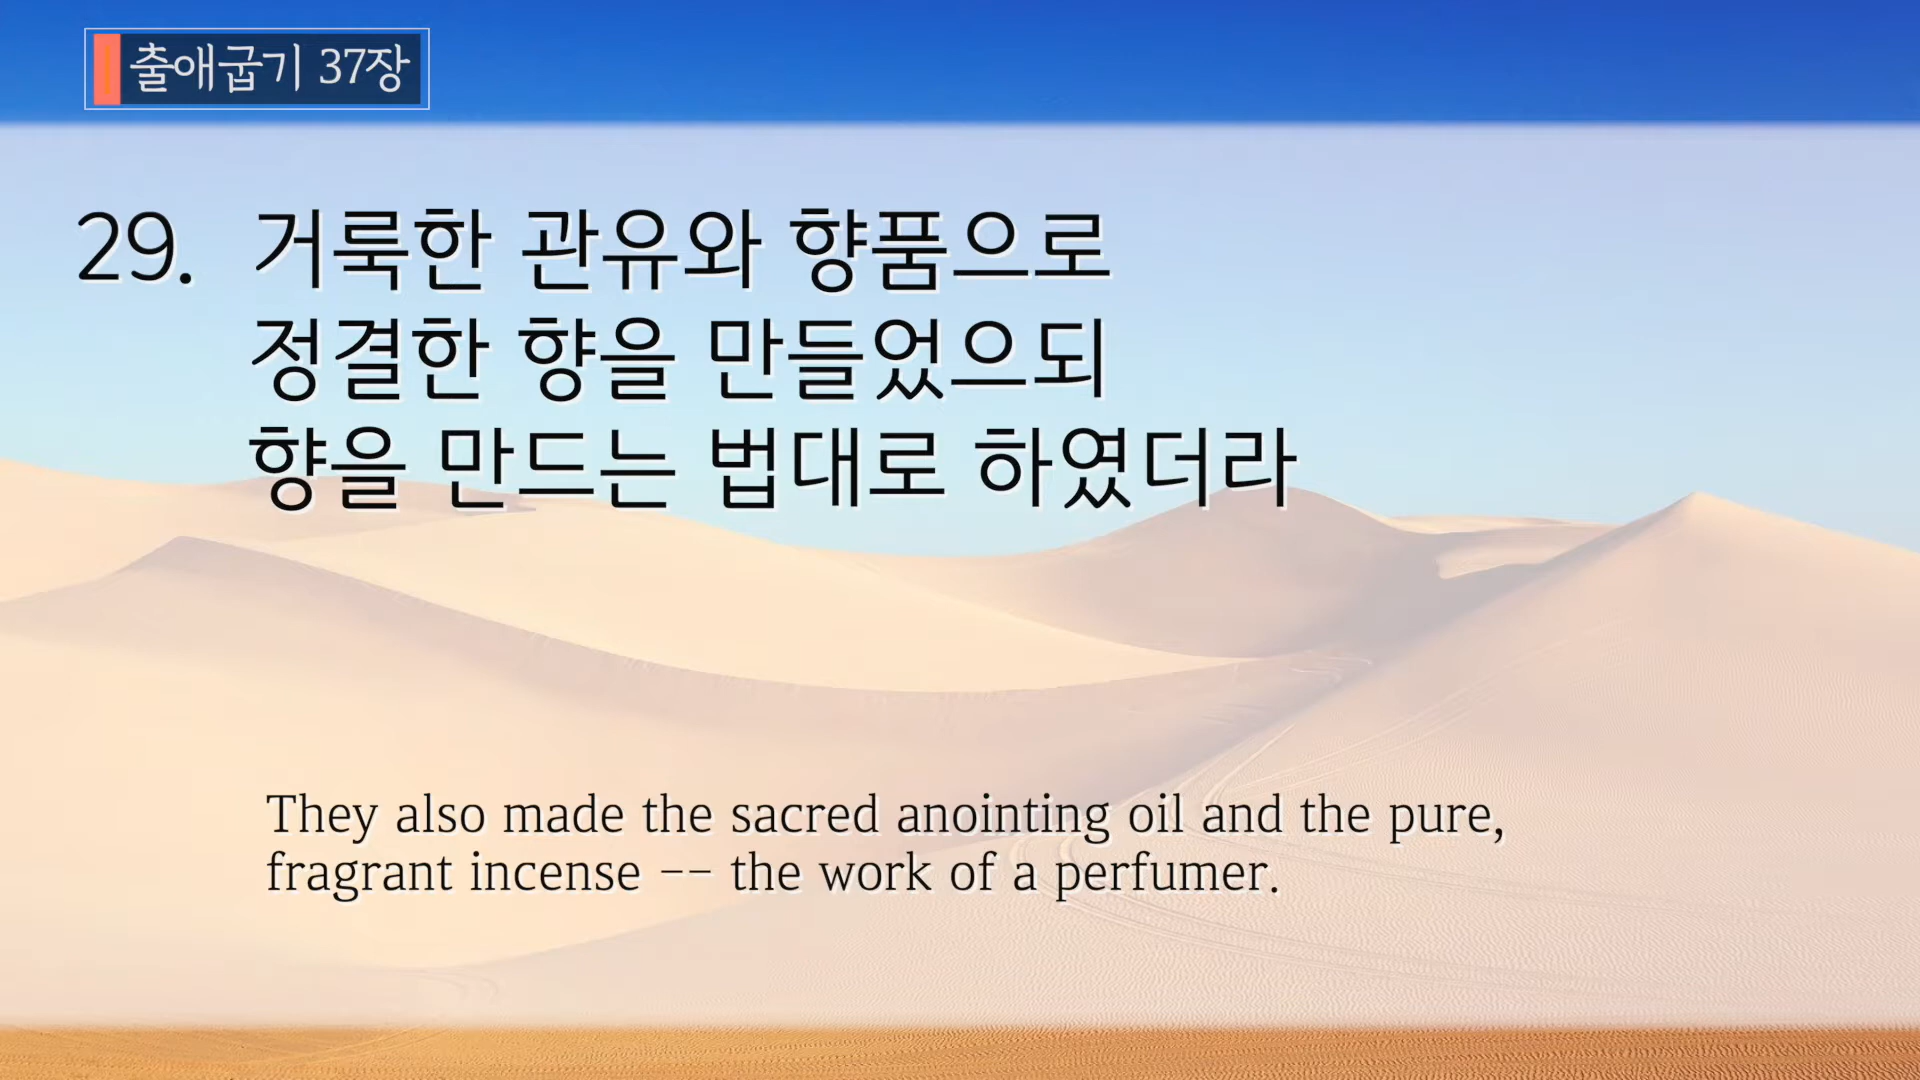 출애굽기 37장
29. 거룩한 관유와 향품으로
정결한 향을 만들었으되
향을 만드는 법대로 하였더라
They also made the sacred anointing oil and the pure,
fragrant incense -- the work of a perfumer.